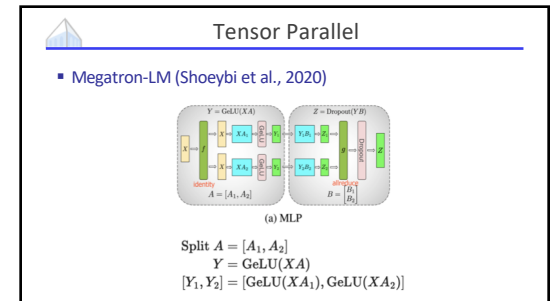 Tensor Parallel
▪ Megatron-LM (Shoeybi et al., 2020)
Y = GeLU(XA)
X ⇒ f ⇒ X ⇒ XA₁ ⇒ GeLU ⇒ Y₁
⇒ X ⇒ XA₂ ⇒ GeLU ⇒ Y₂
identity
A = [A₁, A₂]
Z = Dropout(YB)
Y₁B₁ ⇒ Z₁ ⇒ g ⇒ Dropout ⇒ Z
Y₂B₂ ⇒ Z₂
allreduce
B = [B₁
B₂]
(a) MLP
Split A = [A₁, A₂]
Y = GeLU(XA)
[Y₁, Y₂] = [GeLU(XA₁), GeLU(XA₂)]